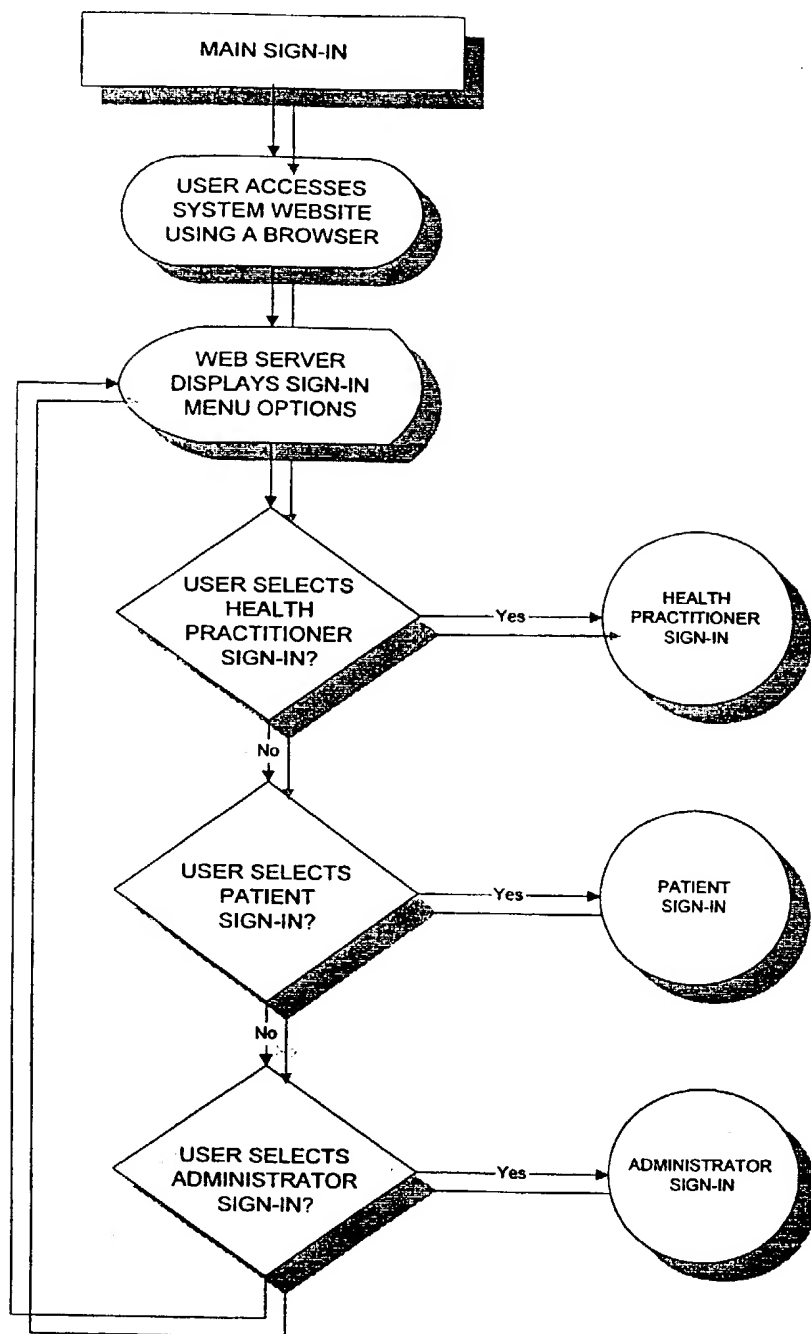 MAIN SIGN-IN
USER ACCESSES
SYSTEM WEBSITE
USING A BROWSER
WEB SERVER
DISPLAYS SIGN-IN
MENU OPTIONS
USER SELECTS
HEALTH
PRACTITIONER
SIGN-IN?
Yes
HEALTH
PRACTITIONER
SIGN-IN
No
USER SELECTS
PATIENT
SIGN-IN?
Yes
PATIENT
SIGN-IN
No
USER SELECTS
ADMINISTRATOR
SIGN-IN?
Yes
ADMINISTRATOR
SIGN-IN